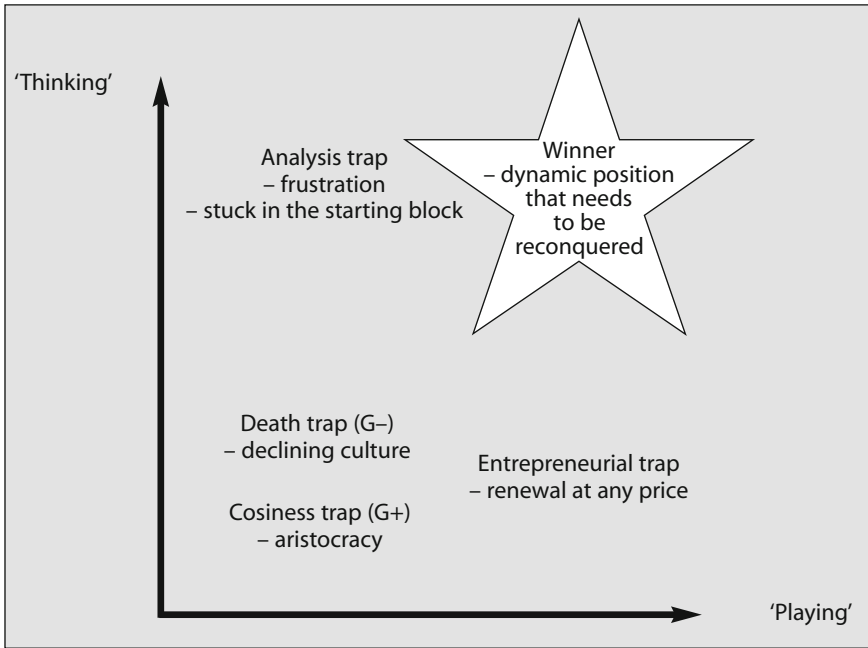 ‘Thinking’
Analysis trap
– frustration
– stuck in the starting block
Winner
– dynamic position
that needs
to be
reconquered
Death trap (G–)
– declining culture
Cosiness trap (G+)
– aristocracy
Entrepreneurial trap
– renewal at any price
‘Playing’